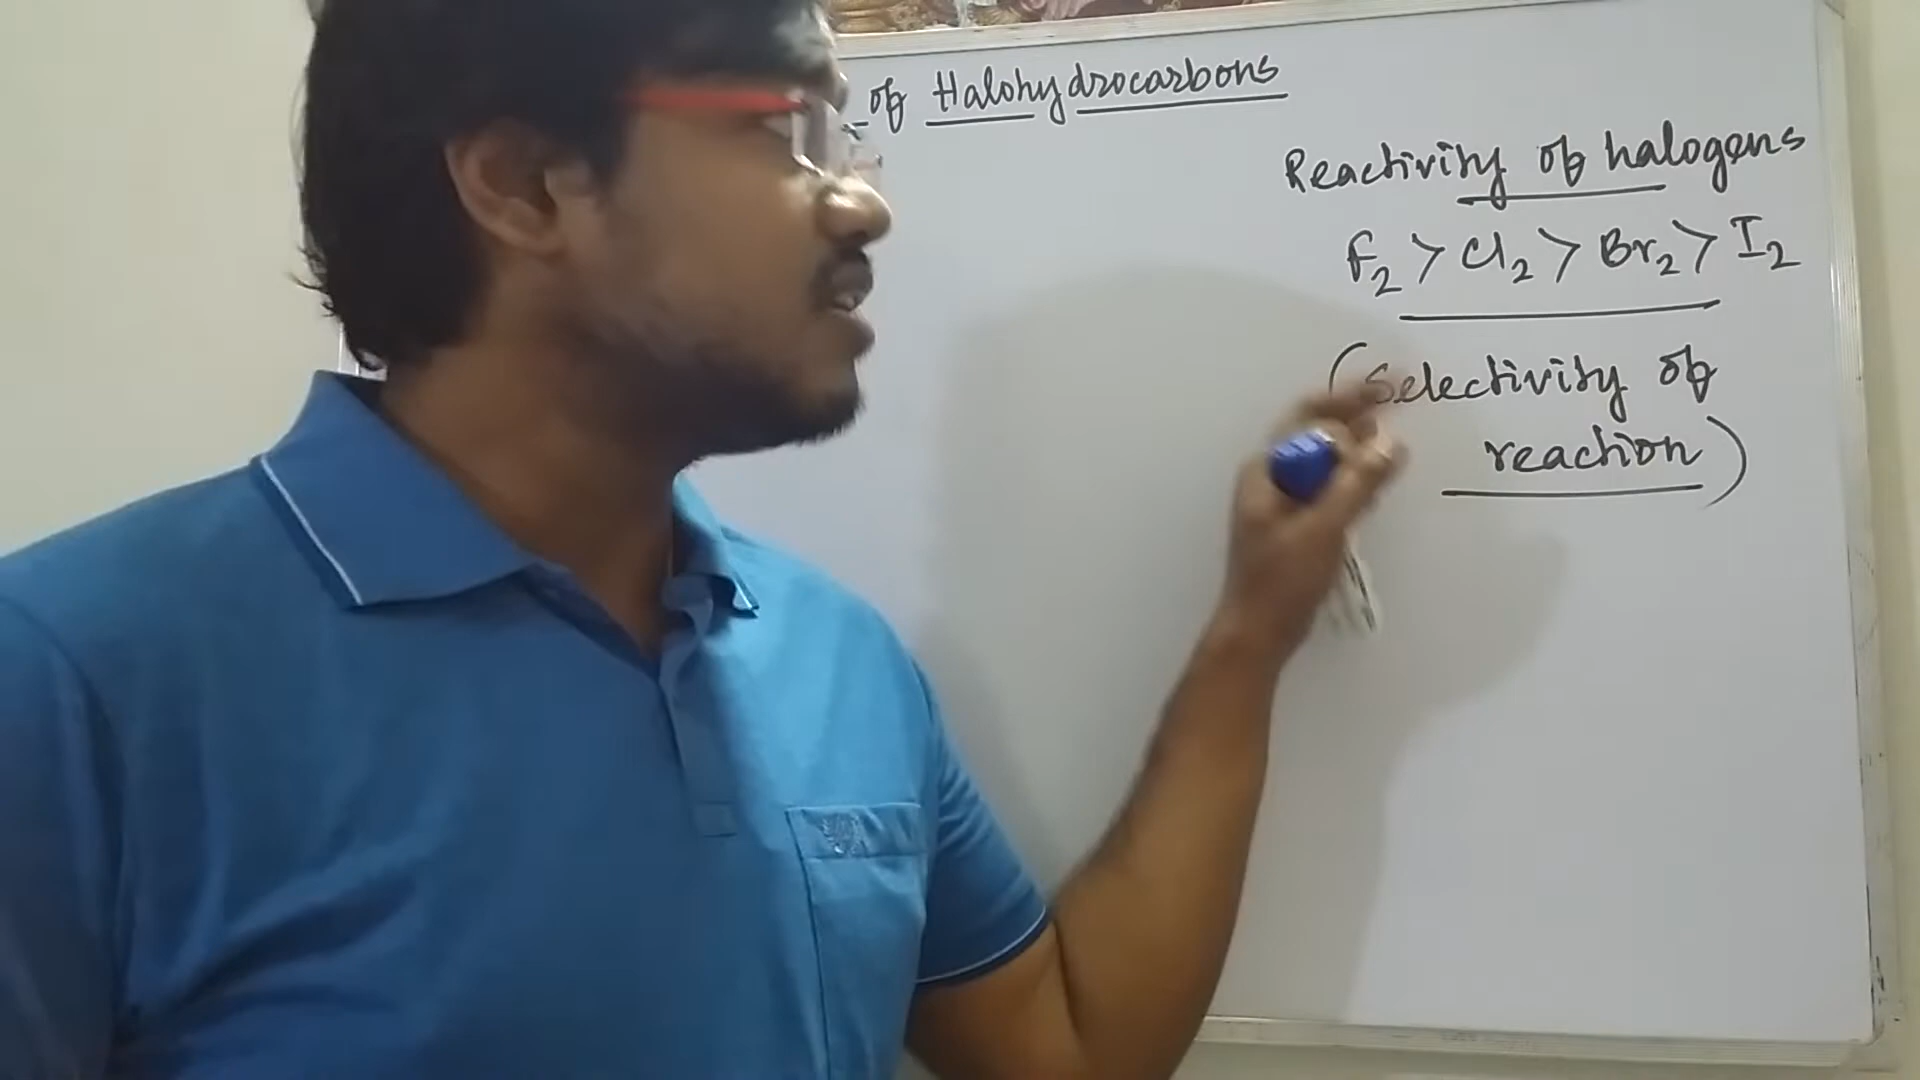 of Halohydrocarbons
Reactivity of halogens
F₂ > Cl₂ > Br₂ > I₂
(Selectivity of
reaction)